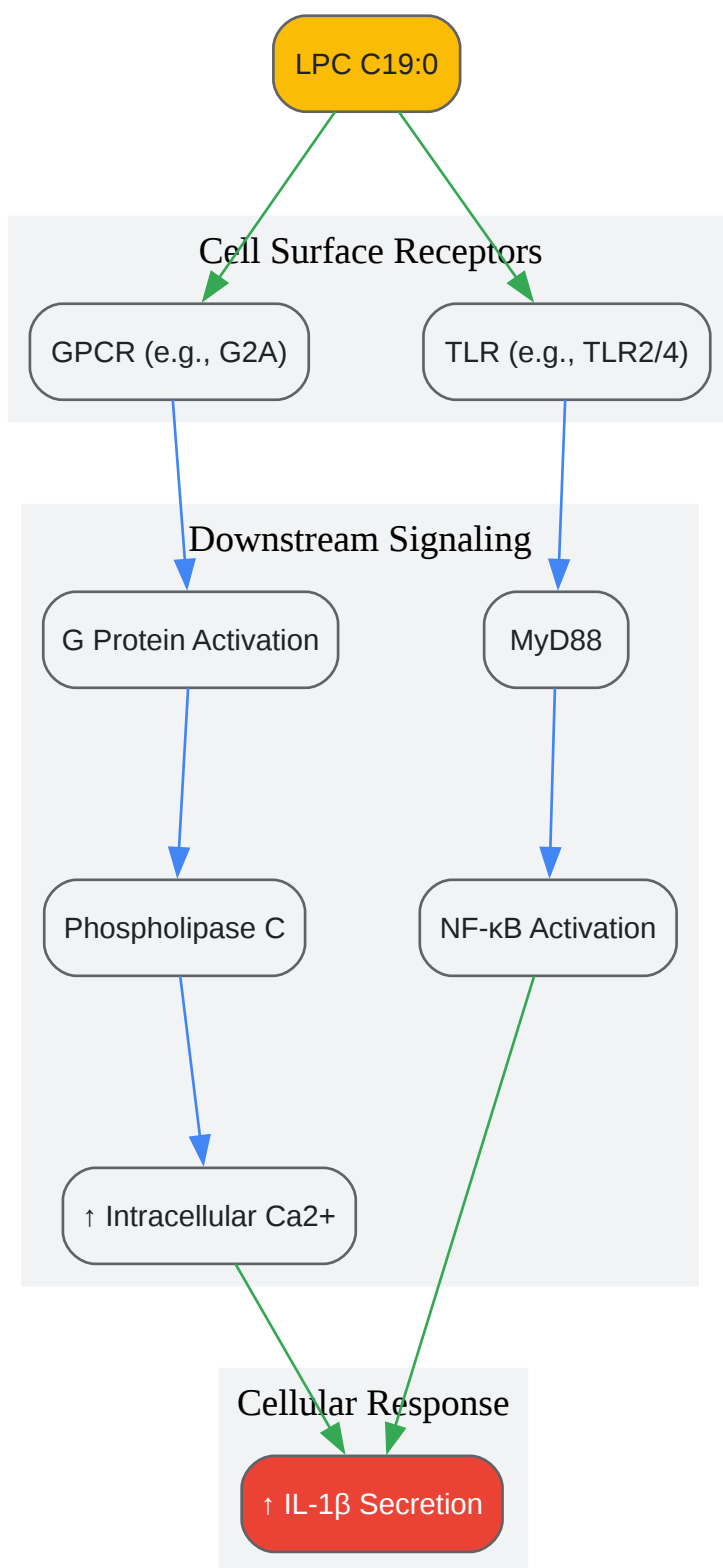 LPC C19:0
Cell Surface Receptors
GPCR (e.g., G2A)
TLR (e.g., TLR2/4)
Downstream Signaling
G Protein Activation
MyD88
Phospholipase C
NF-κB Activation
↑ Intracellular Ca2+
Cellular Response
↑ IL-1β Secretion